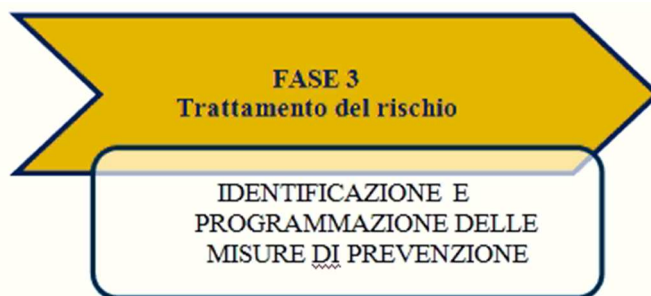 FASE 3
Trattamento del rischio
IDENTIFICAZIONE E
PROGRAMMAZIONE DELLE
MISURE DI PREVENZIONE